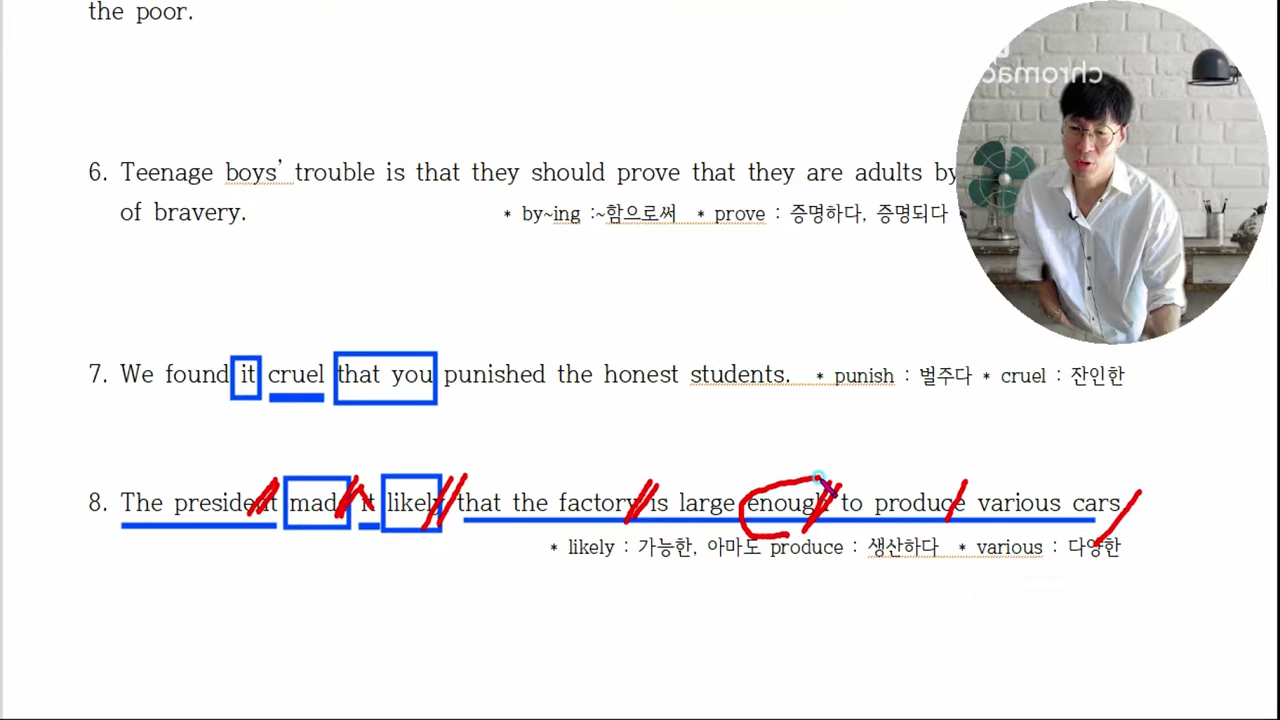 the poor.
chromac
6. Teenage boys' trouble is that they should prove that they are adults by
of bravery. * by~ing :~함으로써 * prove : 증명하다, 증명되다
7. We found it cruel that you punished the honest students. * punish : 벌주다 * cruel : 잔인한
8. The president made it likely that the factory is large enough to produce various cars.
* likely : 가능한, 아마도 produce : 생산하다 * various : 다양한